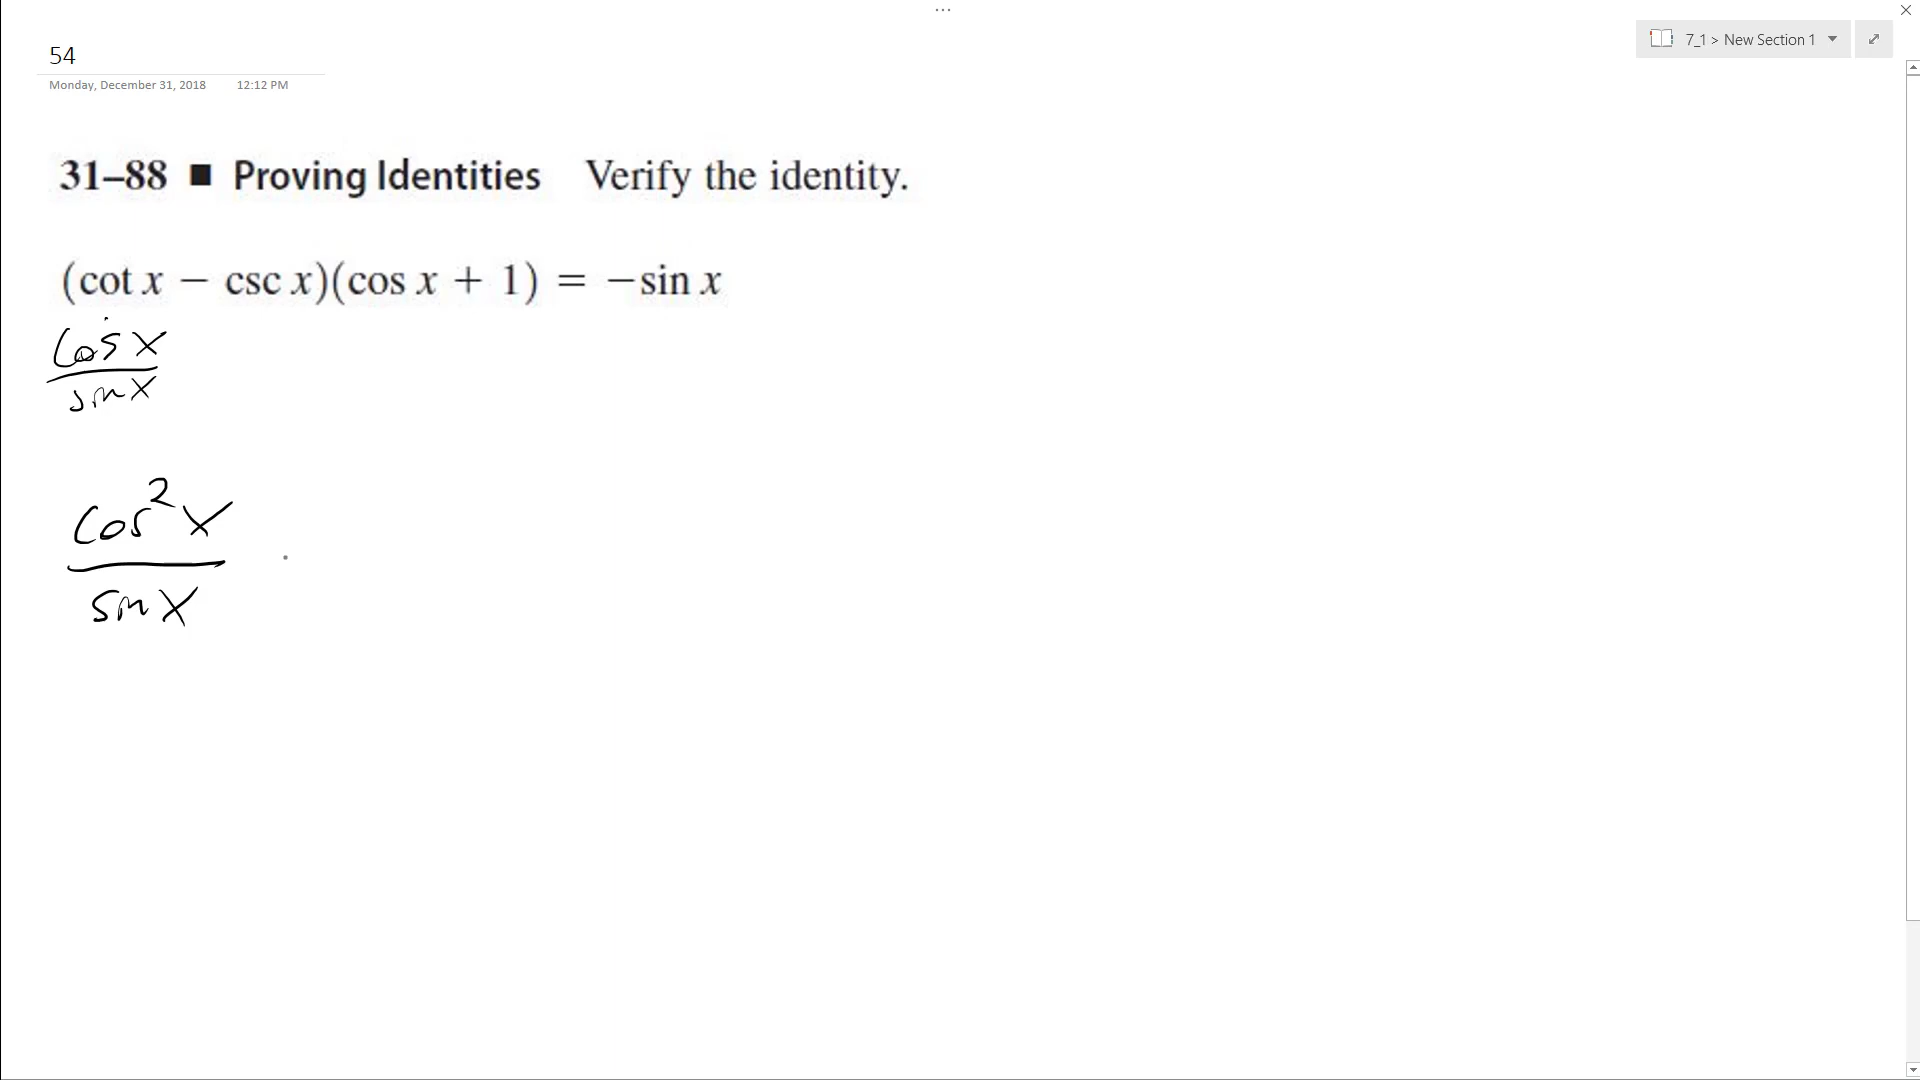 54
7_1 > New Section 1
Monday, December 31, 2018 12:12 PM
31–88 ■ Proving Identities Verify the identity.
(cot x − csc x)(cos x + 1) = −sin x
cos x
sin x
cos² x
sin x